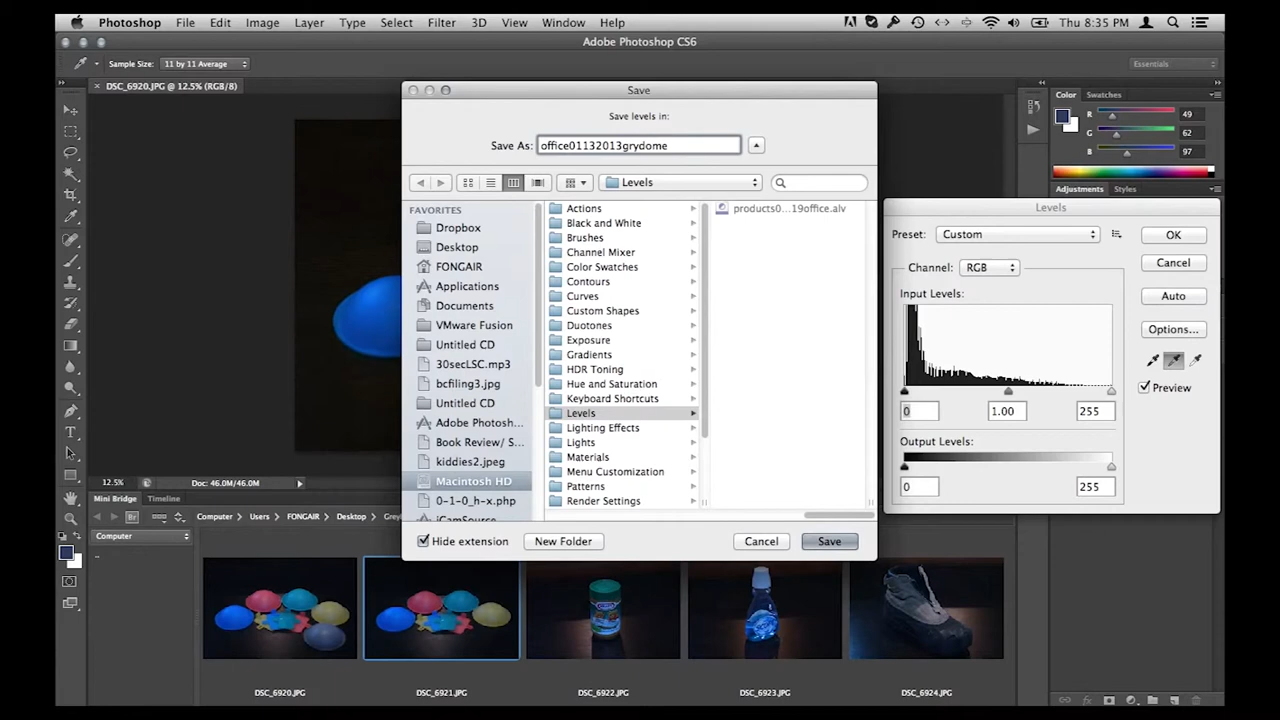 Photoshop File Edit Image Layer Type Select Filter 3D View Window Help Thu 8:35 PM
Adobe Photoshop CS6
Sample Size: 11 by 11 Average Essentials
× DSC_6920.JPG @ 12.5% (RGB/8)
Save
Save levels in:
Save As: office01132013grydome
Levels
FAVORITES
Dropbox
Desktop
FONGAIR
Applications
Documents
VMware Fusion
Untitled CD
30secLSC.mp3
bcfiling3.jpg
Untitled CD
Adobe Photosh...
Book Review/ S...
kiddies2.jpeg
Macintosh HD
0-1-0_h-x.php
iCamSource
Actions
Black and White
Brushes
Channel Mixer
Color Swatches
Contours
Curves
Custom Shapes
Duotones
Exposure
Gradients
HDR Toning
Hue and Saturation
Keyboard Shortcuts
Levels
Lighting Effects
Lights
Materials
Menu Customization
Patterns
Render Settings
products0...19office.alv
Hide extension New Folder Cancel Save
Color Swatches
R 49
G 62
B 97
Adjustments Styles
Levels
Preset: Custom OK
Channel: RGB Cancel
Input Levels: Auto
Options...
Preview
0 1.00 255
Output Levels:
0 255
12.5% Doc: 46.0M/46.0M
Mini Bridge Timeline
Br Computer Users FONGAIR Desktop
Computer
DSC_6920.JPG DSC_6921.JPG DSC_6922.JPG DSC_6923.JPG DSC_6924.JPG